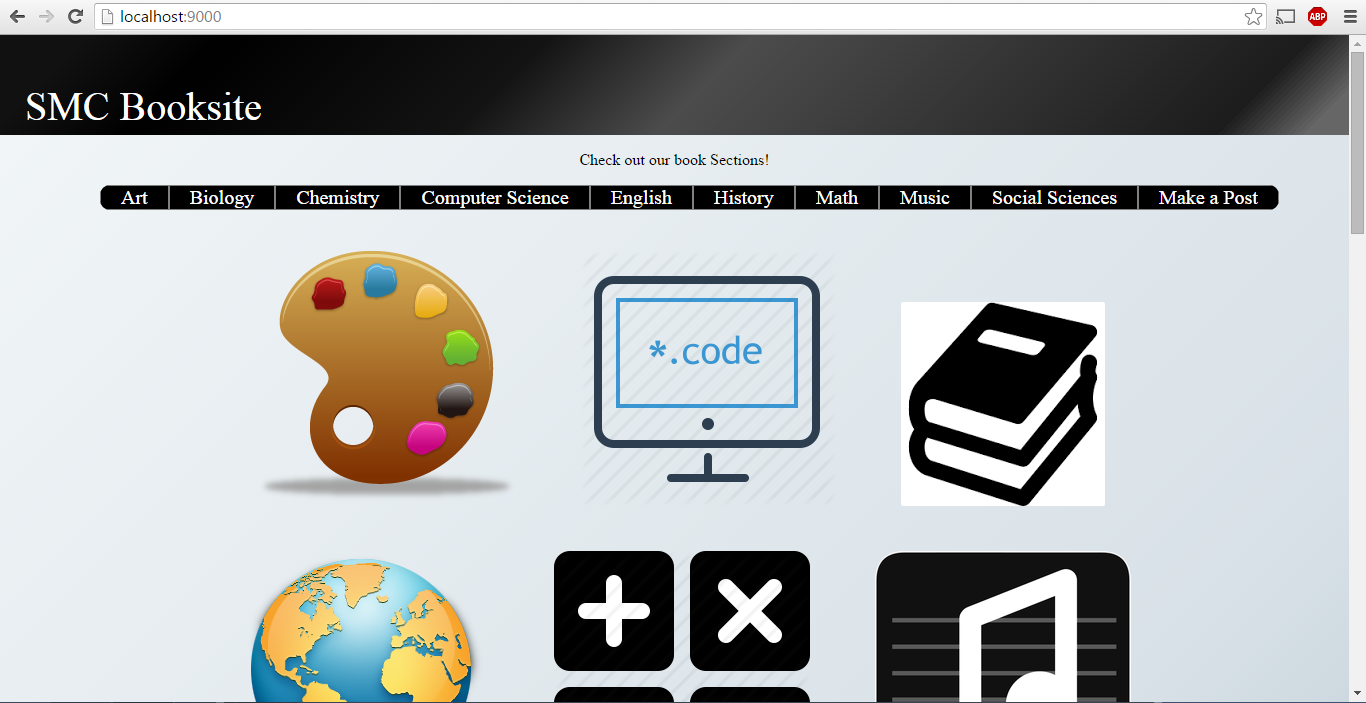 localhost:9000
ABP
SMC Booksite
Check out our book Sections!
Art Biology Chemistry Computer Science English History Math Music Social Sciences Make a Post
*.code